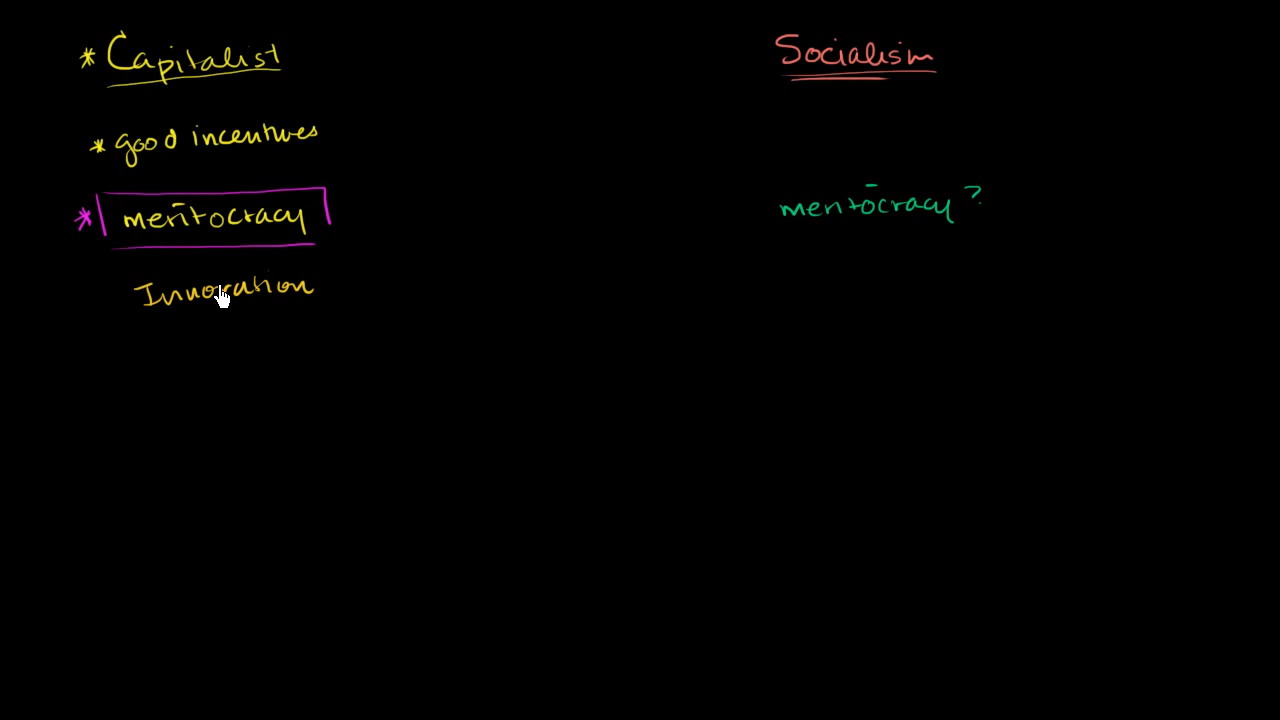 * Capitalist
* good incentives
* meritocracy
Innovation
Socialism
meritocracy?